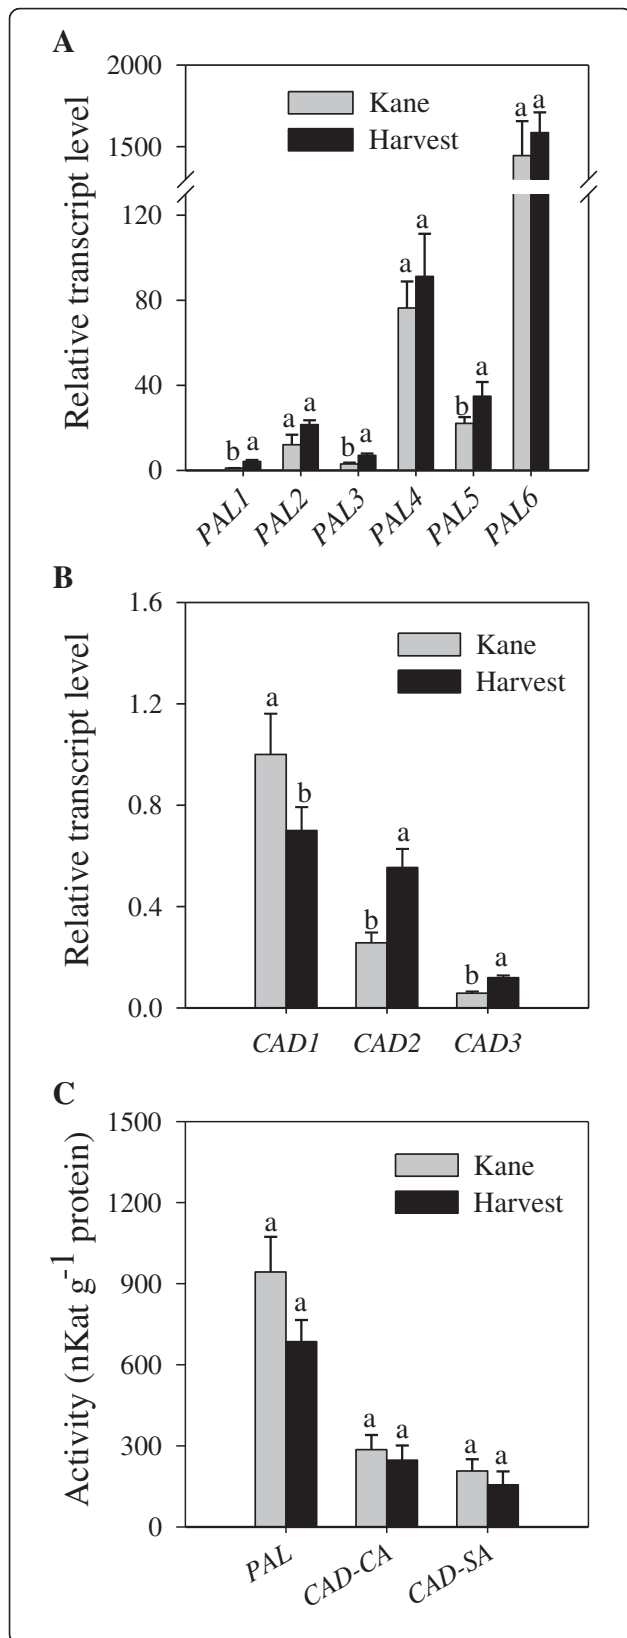 A
2000
Kane
a a
1500
Harvest
120
a
a
80
Relative transcript level
40
a
a a
b
b a
b a
0
PAL1 PAL2 PAL3 PAL4 PAL5 PAL6
B
1.6
Kane
Harvest
1.2
a
b
a
0.8
Relative transcript level
0.4
b
b a
0.0
CAD1 CAD2 CAD3
C
1500
Kane
1200
Harvest
a
900
a
Activity (nKat g-1 protein)
600
a a
300
a a
0
PAL CAD-CA CAD-SA